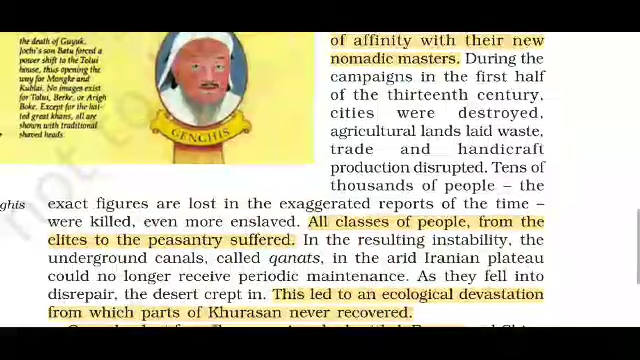 the death of Guyuk,
Jochi's son Batu forced a
power shift to the Tolui
house, thus opening the
way for Mongke and
Kublai. No images exist
for Tolui, Berke, or Arigh
Boke. Except for the hat-
ted great khans, all are
shown with traditional
shaved heads
GENGHIS
of affinity with their new
nomadic masters. During the
campaigns in the first half
of the thirteenth century,
cities were destroyed,
agricultural lands laid waste,
trade and handicraft
production disrupted. Tens of
thousands of people – the
ghis
exact figures are lost in the exaggerated reports of the time –
were killed, even more enslaved. All classes of people, from the
elites to the peasantry suffered. In the resulting instability, the
underground canals, called qanats, in the arid Iranian plateau
could no longer receive periodic maintenance. As they fell into
disrepair, the desert crept in. This led to an ecological devastation
from which parts of Khurasan never recovered.